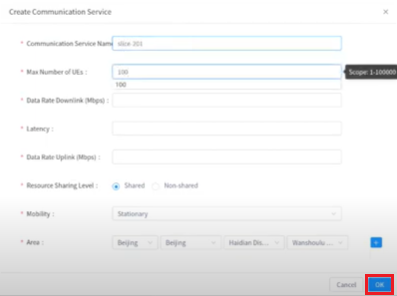 Create Communication Service
* Communication Service Name slice-201
* Max Number of UEs : 100
Scope: 1-100000
100
* Data Rate Downlink (Mbps) :
* Latency :
* Data Rate Uplink (Mbps) :
* Resource Sharing Level : Shared Non-shared
* Mobility : Stationary
* Area : Beijing Beijing Haidian Dis... Wanshoulu ...
Cancel OK